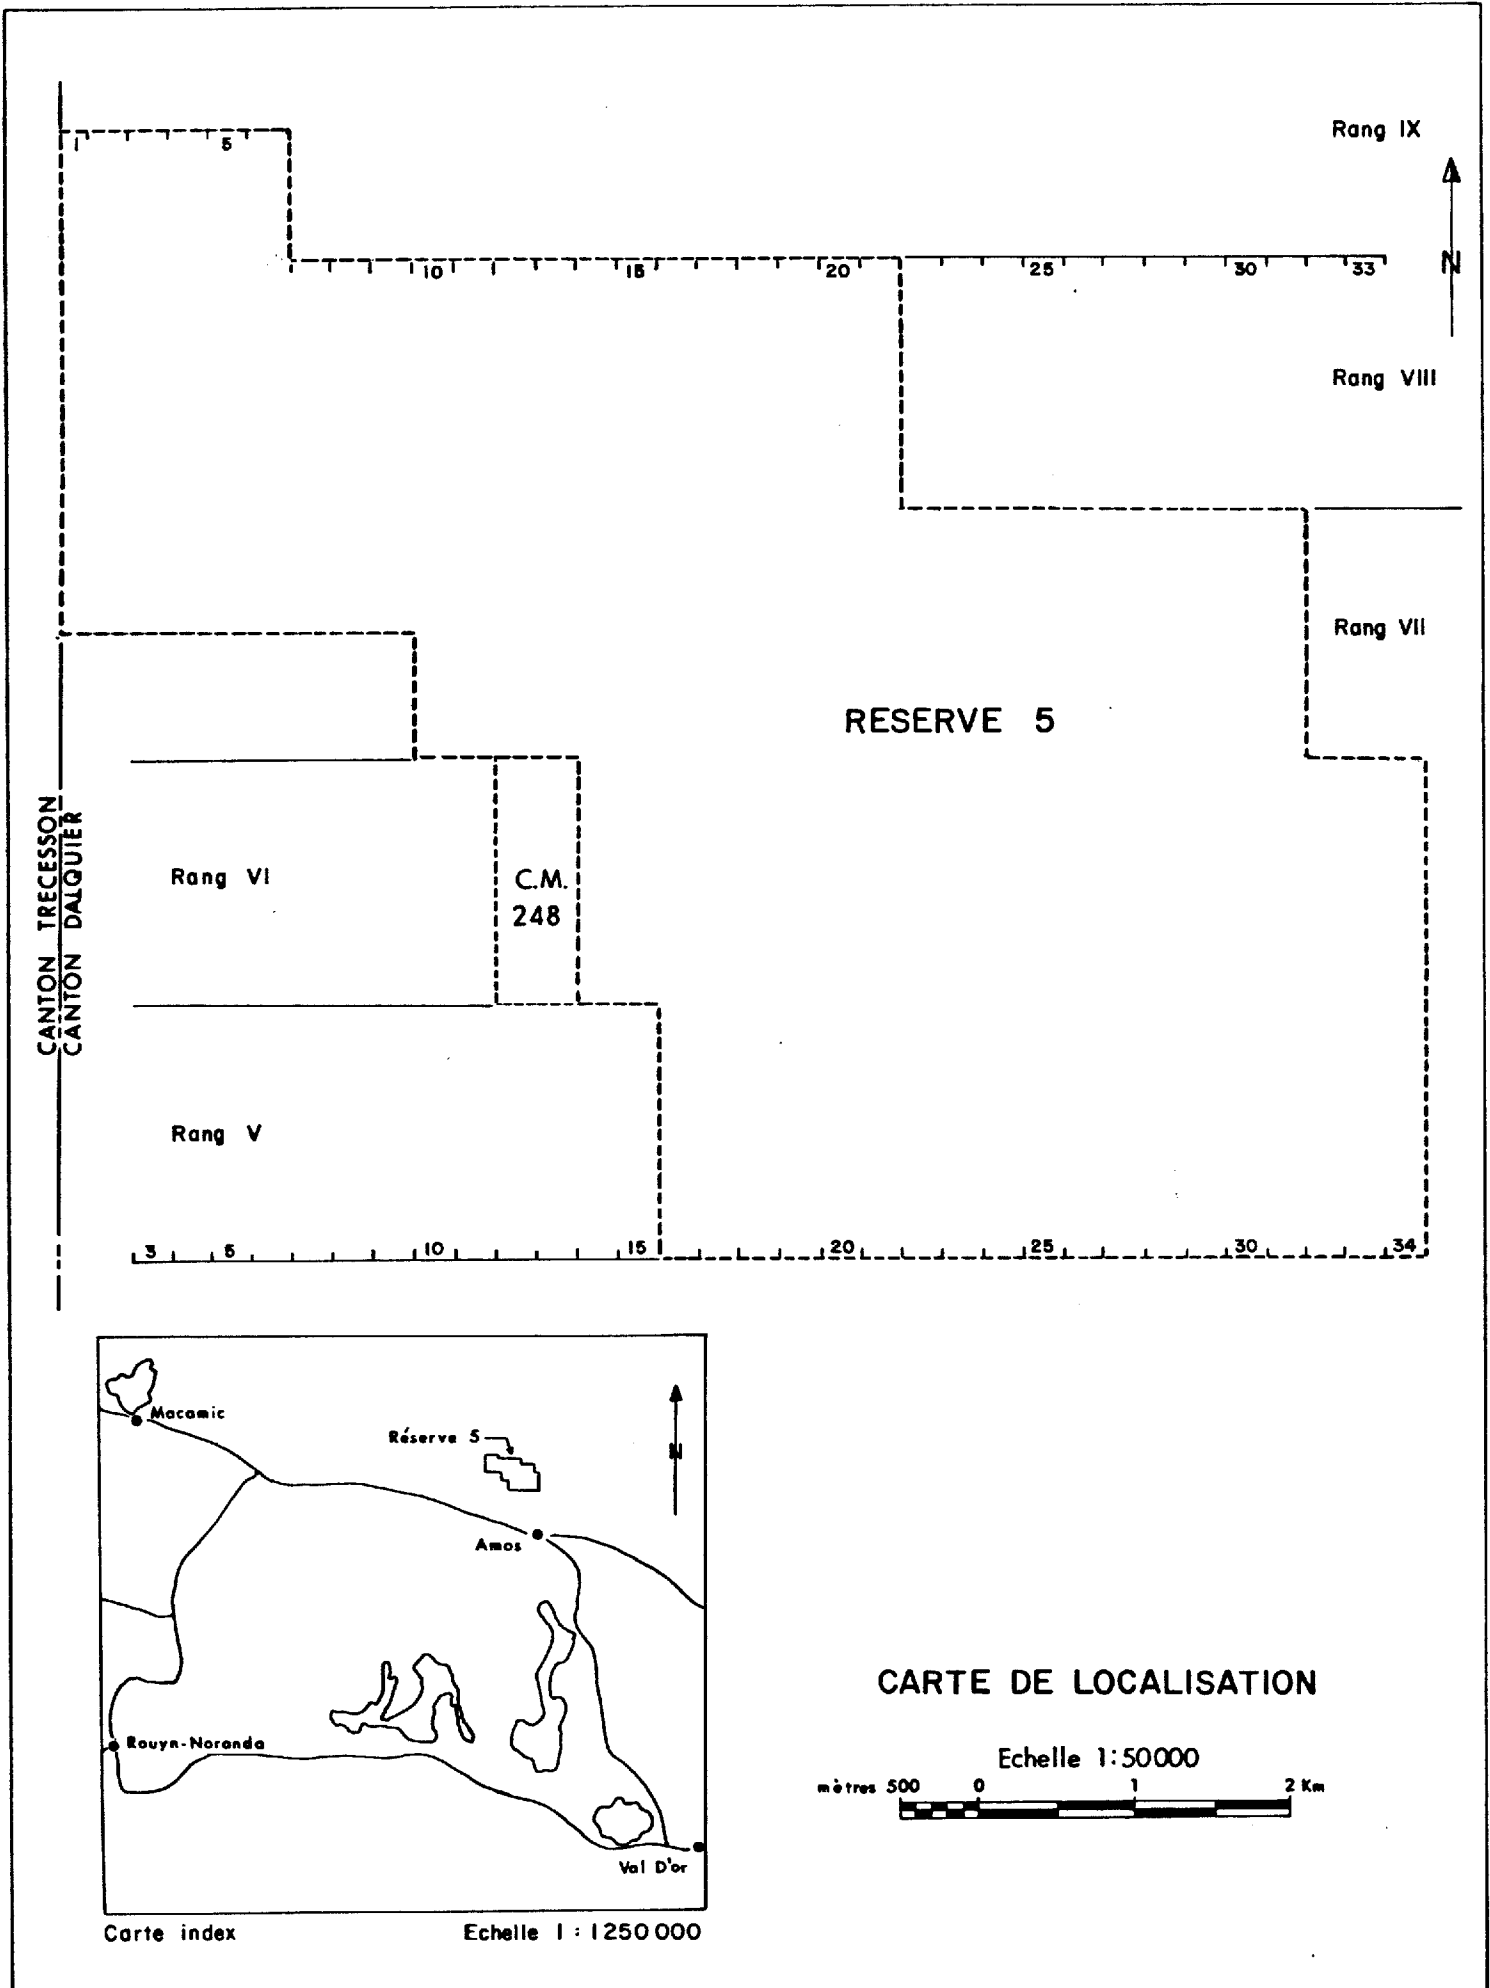 Rang IX
1 5
10 15 20 25 30 33
N
Rang VIII
Rang VII
RESERVE 5
CANTON TRECESSON
CANTON DALQUIER
Rang VI
C.M.
248
Rang V
3 5 10 15 20 25 30 34
Macamic
Réserve 5
N
Amos
Rouyn-Noranda
Val D'or
Carte index Echelle 1 : 1250000
CARTE DE LOCALISATION
Echelle 1:50000
mètres 500 0 1 2 Km